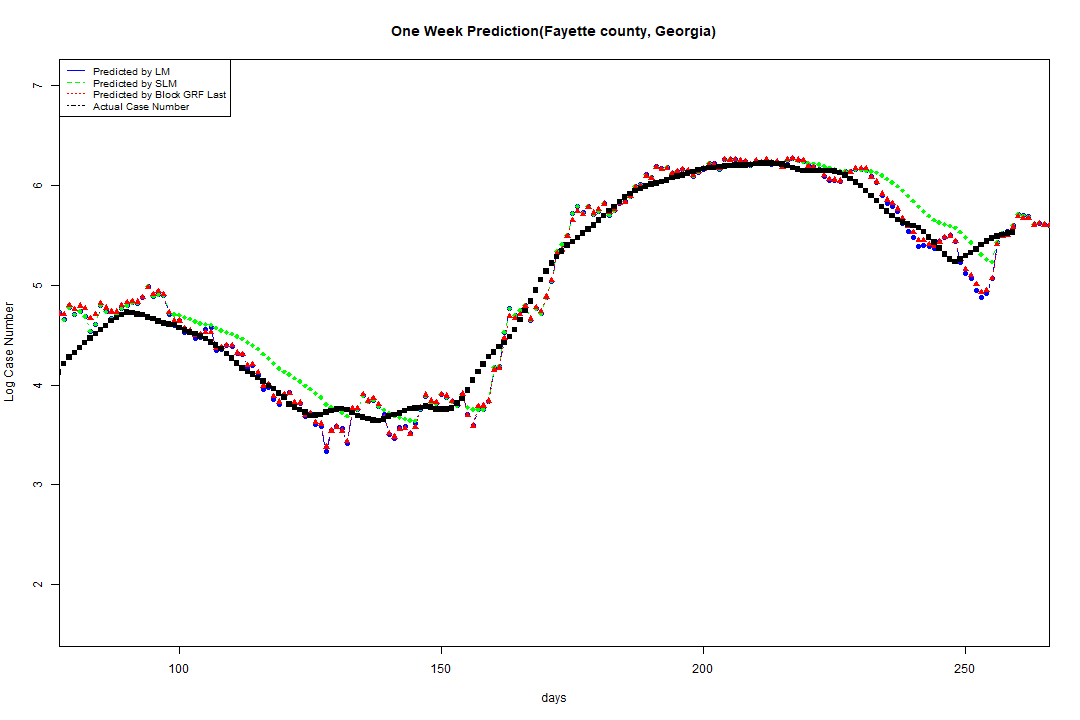 One Week Prediction(Fayette county, Georgia)
Predicted by LM
Predicted by SLM
Predicted by Block GRF Last
Actual Case Number
7
6
5
4
3
2
Log Case Number
100 150 200 250
days